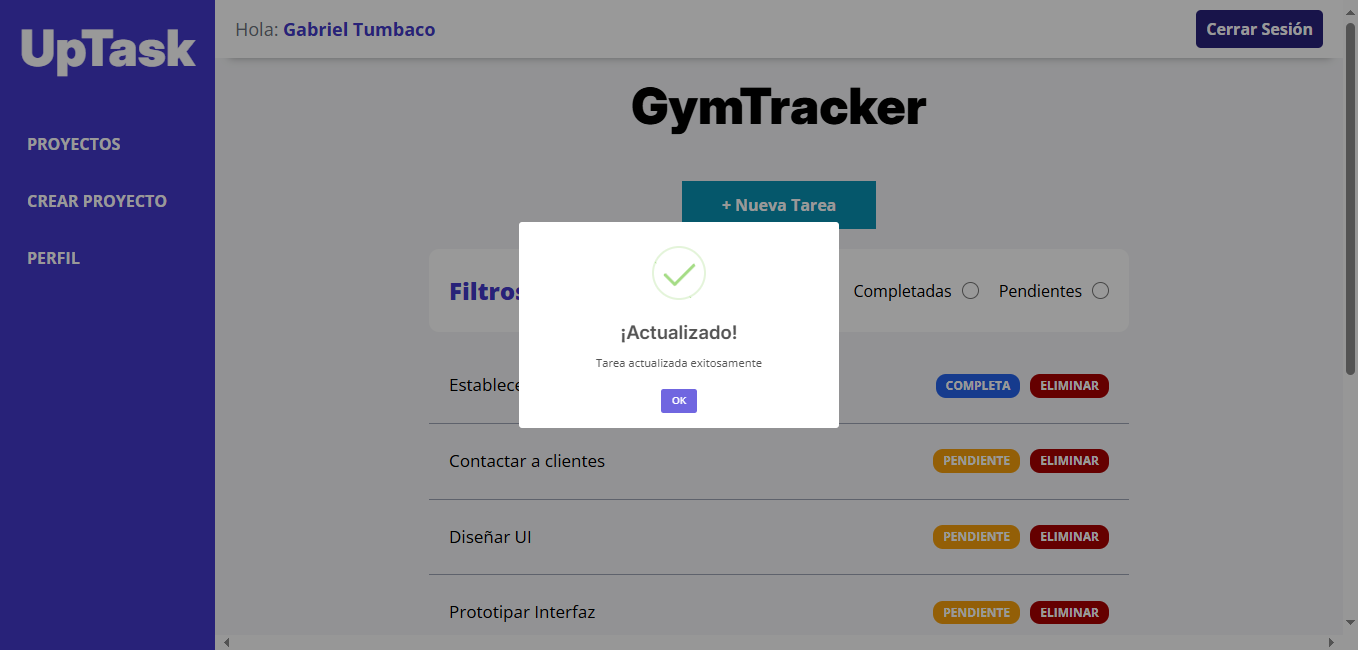 UpTask
PROYECTOS
CREAR PROYECTO
PERFIL
Hola: Gabriel Tumbaco
Cerrar Sesión
GymTracker
+ Nueva Tarea
Filtros
Completadas
Pendientes
¡Actualizado!
Tarea actualizada exitosamente
OK
COMPLETA ELIMINAR
Contactar a clientes PENDIENTE ELIMINAR
Diseñar UI PENDIENTE ELIMINAR
Prototipar Interfaz PENDIENTE ELIMINAR